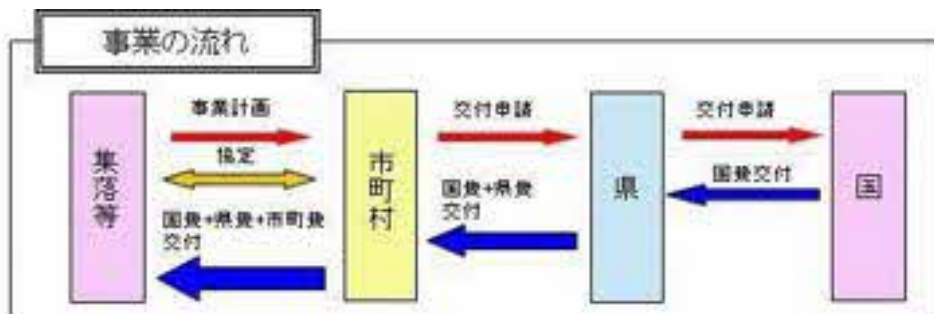 事業の流れ
集落等
事業計画
協定
国費+県費+市町費
交付
市町村
交付申請
国費+県費
交付
県
交付申請
国費交付
国